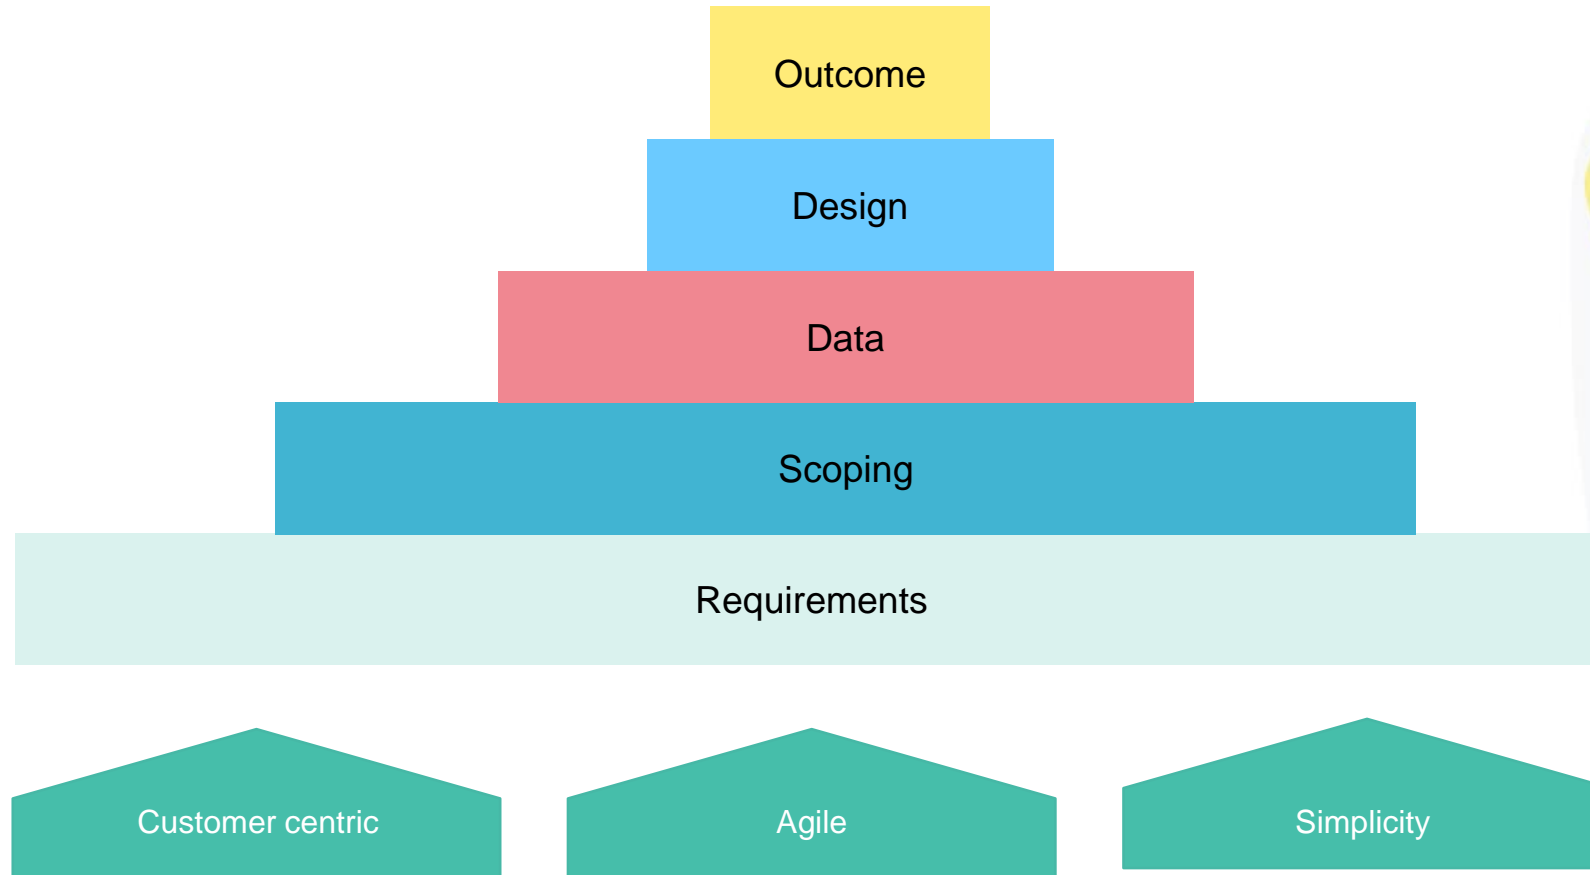 Outcome
Design
Data
Scoping
Requirements
Customer centric
Agile
Simplicity